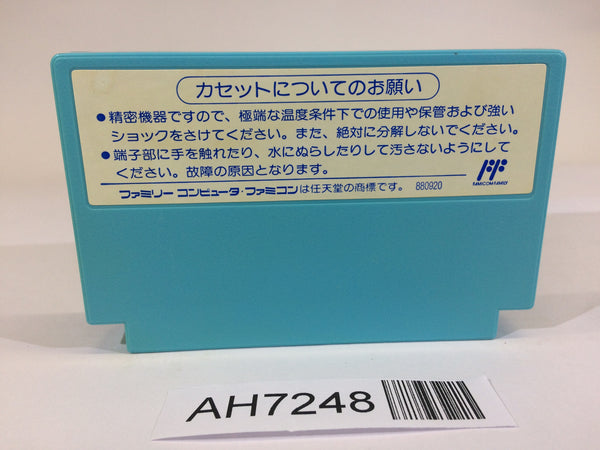 カセットについてのお願い
●精密機器ですので、極端な温度条件下での使用や保管および強い
ショックをさけてください。また、絶対に分解しないでください。
●端子部に手を触れたり、水にぬらしたりして汚さないようにして
ください。故障の原因となります。
FAMICOM FAMILY
ファミリー コンピュータ・ファミコンは任天堂の商標です。 880920
AH7248